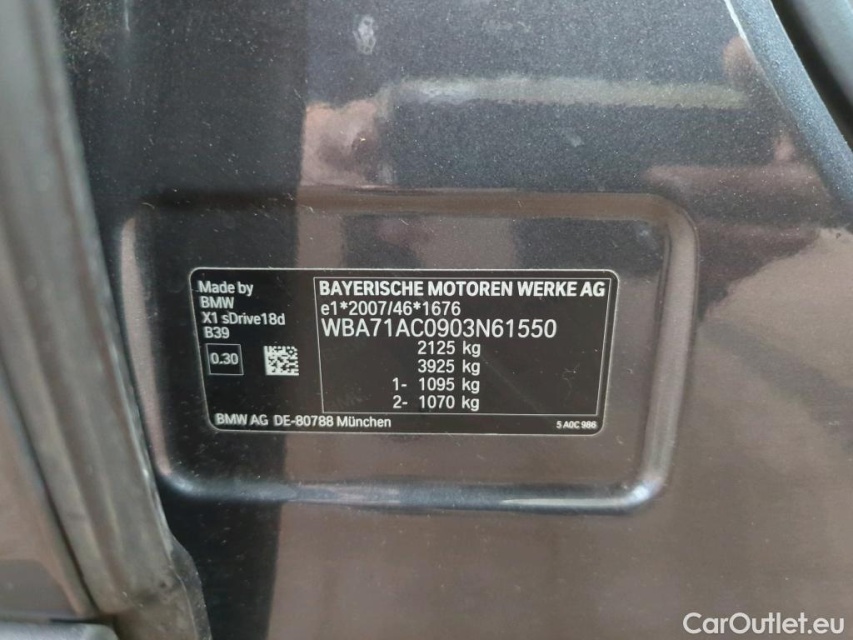 Made by
BMW
X1 sDrive18d
B39
0.30
BAYERISCHE MOTOREN WERKE AG
e1*2007/46*1676
WBA71AC0903N61550
2125 kg
3925 kg
1- 1095 kg
2- 1070 kg
BMW AG DE-80788 München
5 A0C 986
CarOutlet.eu